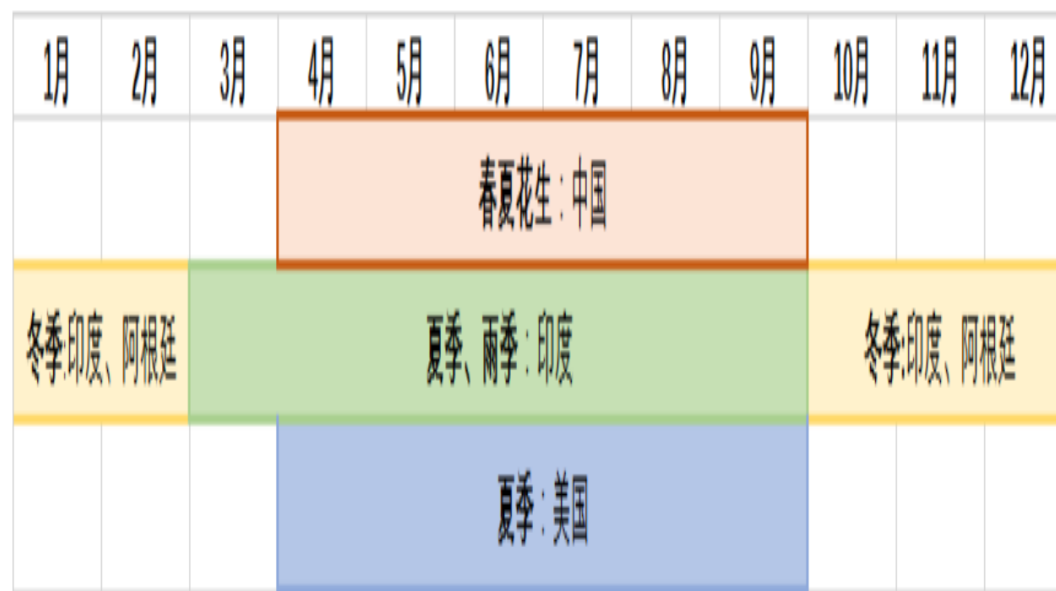 1月 2月 3月 4月 5月 6月 7月 8月 9月 10月 11月 12月
春夏花生：中国
冬季:印度、阿根廷 夏季、雨季：印度 冬季:印度、阿根廷
夏季：美国